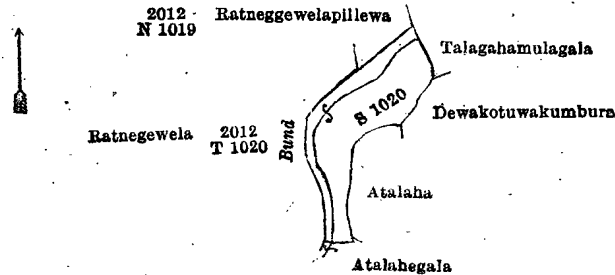 2012 Ratneggewelapillewa
N 1019
Talagahamulagala
S 1020
Dewakotuwakumbura
Ratnegewela 2012
T 1020
Bund
Atalaha
Atalahegala